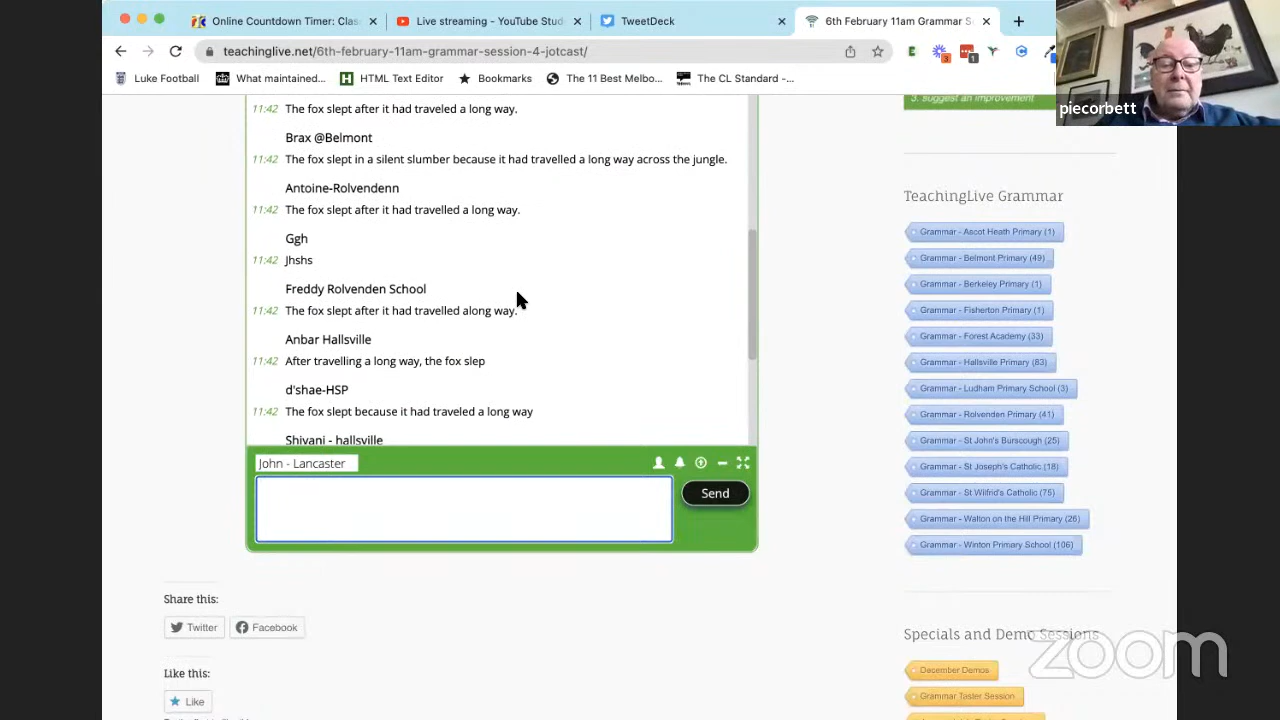 Online Countdown Timer: Clas
Live streaming - YouTube Stud
TweetDeck
6th February 11am Grammar S
teachinglive.net/6th-february-11am-grammar-session-4-jotcast/
3
1
Luke Football
What maintained...
HTML Text Editor
Bookmarks
The 11 Best Melbo...
The CL Standard -...
piecorbett
11:42 The fox slept after it had traveled a long way.
Brax @Belmont
11:42 The fox slept in a silent slumber because it had travelled a long way across the jungle.
Antoine-Rolvendenn
11:42 The fox slept after it had travelled a long way.
Ggh
11:42 Jhshs
Freddy Rolvenden School
11:42 The fox slept after it had travelled along way.
Anbar Hallsville
11:42 After travelling a long way, the fox slep
d'shae-HSP
11:42 The fox slept because it had traveled a long way
Shivani - hallsville
John - Lancaster
Send
Share this:
Twitter
Facebook
Like this:
Like
3. suggest an improvement
TeachingLive Grammar
Grammar - Ascot Heath Primary (1)
Grammar - Belmont Primary (49)
Grammar - Berkeley Primary (1)
Grammar - Fisherton Primary (1)
Grammar - Forest Academy (33)
Grammar - Hallsville Primary (83)
Grammar - Ludham Primary School (3)
Grammar - Rolvenden Primary (41)
Grammar - St John's Burscough (25)
Grammar - St Joseph's Catholic (18)
Grammar - St Wilfrid's Catholic (75)
Grammar - Walton on the Hill Primary (26)
Grammar - Winton Primary School (106)
Specials and Demo Sessions
December Demos
Grammar Taster Session
zoom